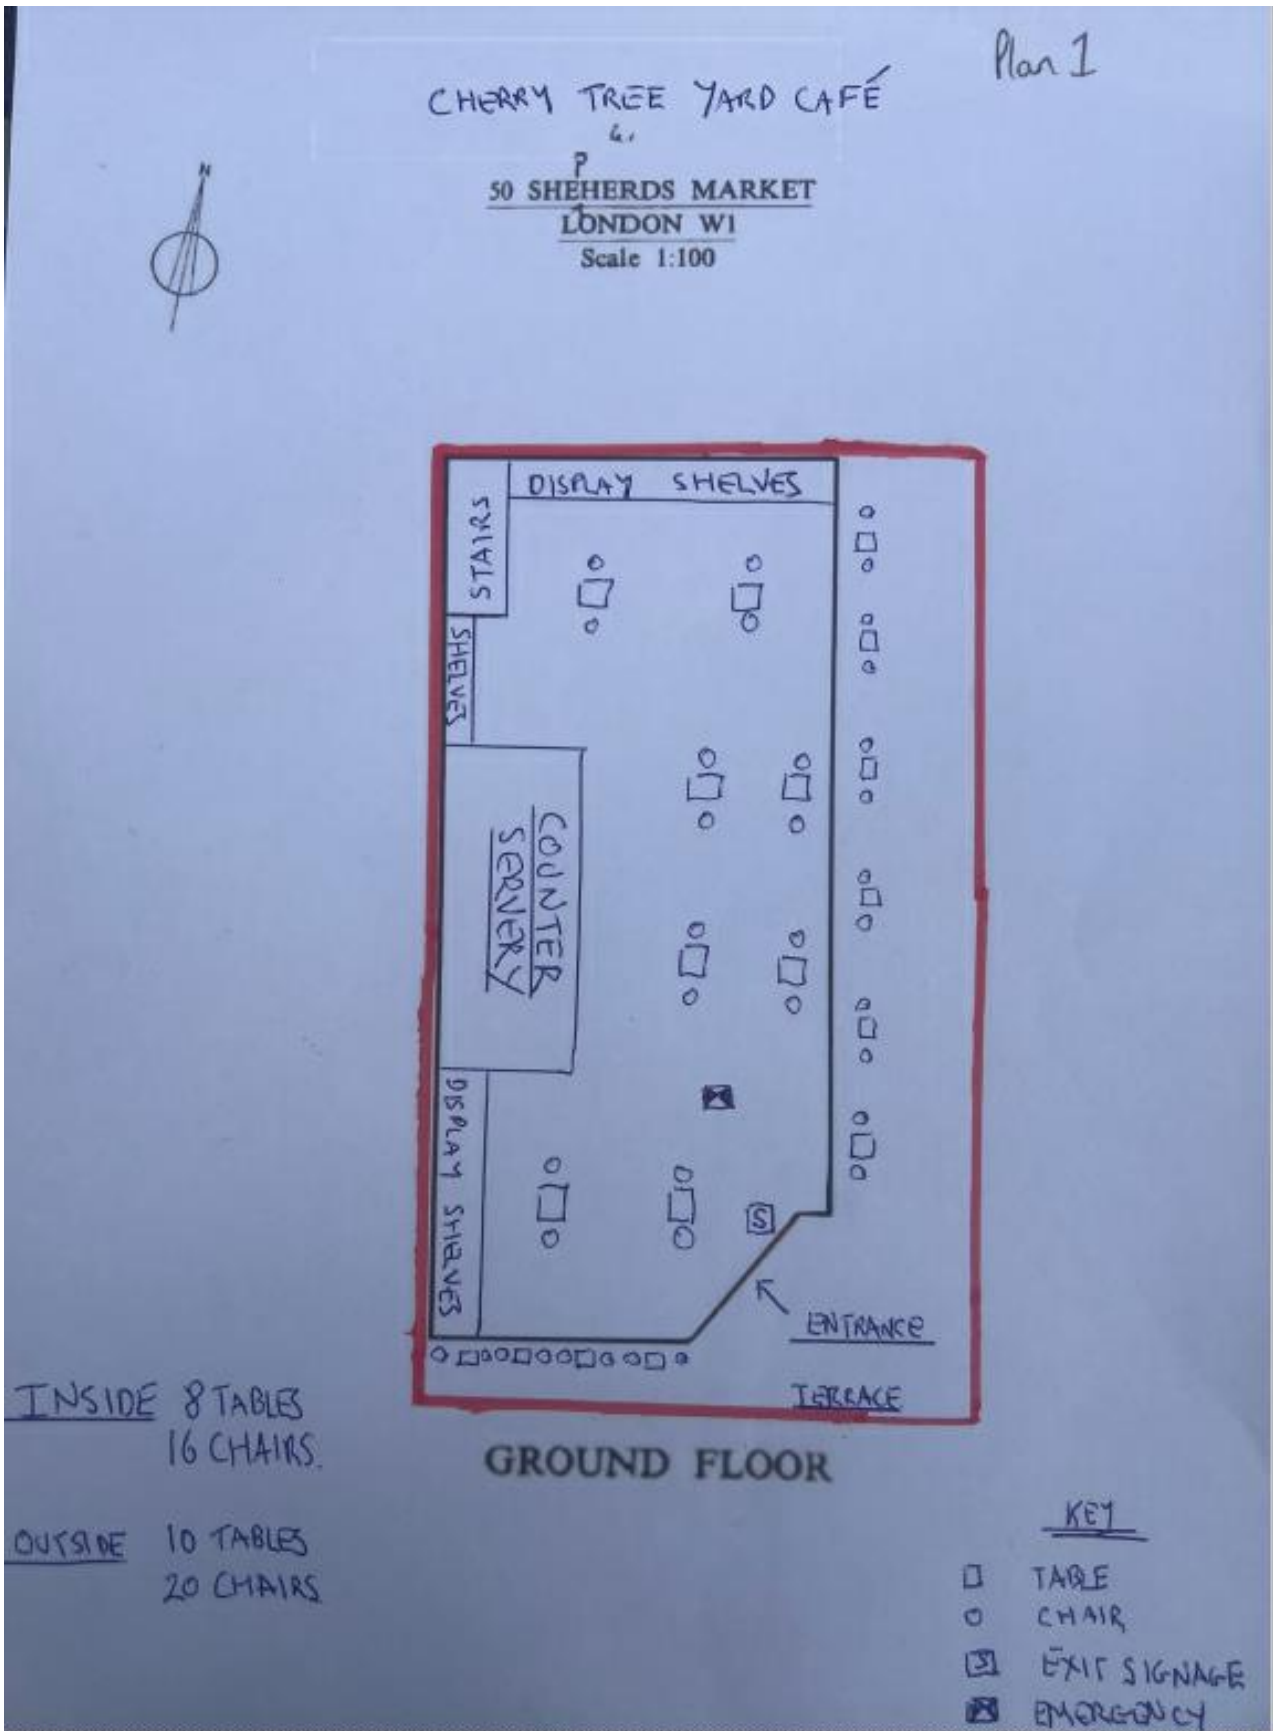 Plan 1
CHERRY TREE YARD CAFÉ
P
50 SHEHERDS MARKET
LONDON W1
Scale 1:100
N
DISPLAY SHELVES
STAIRS
SHELVES
COUNTER
SERVERY
DISPLAY SHELVES
S
ENTRANCE
TERRACE
GROUND FLOOR
INSIDE 8 TABLES
16 CHAIRS.
OUTSIDE 10 TABLES
20 CHAIRS
KEY
TABLE
CHAIR
S EXIT SIGNAGE
EMERGENCY